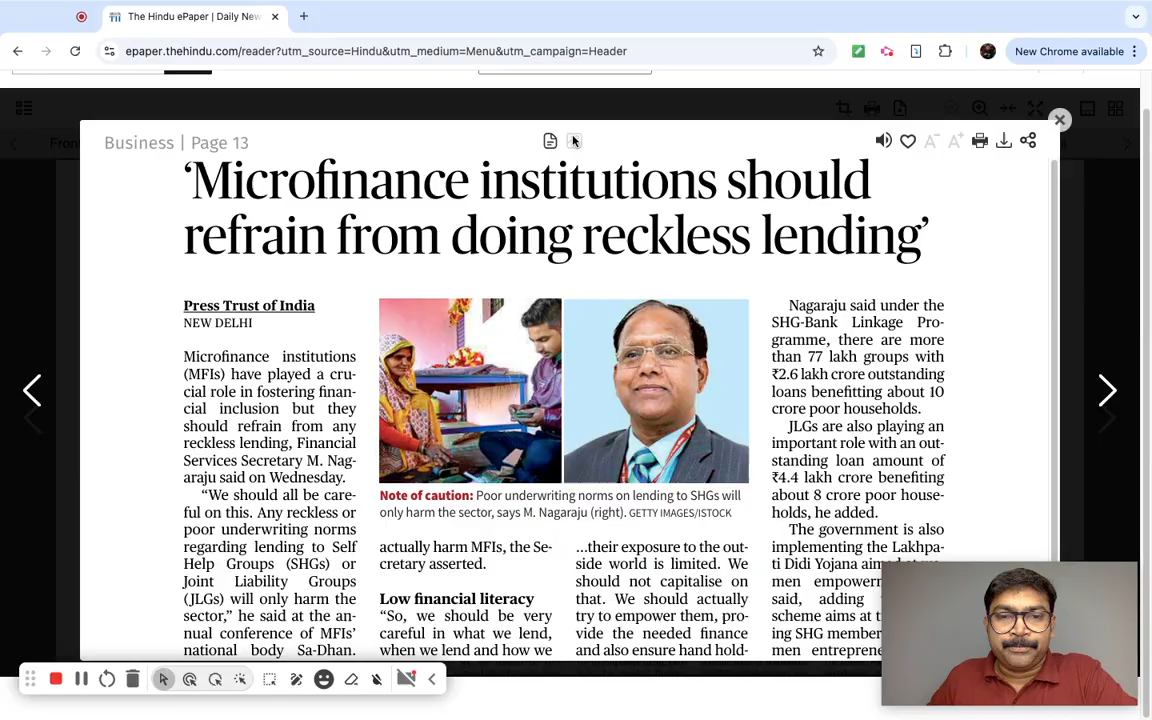 The Hindu ePaper | Daily New
epaper.thehindu.com/reader?utm_source=Hindu&utm_medium=Menu&utm_campaign=Header
New Chrome available
Business | Page 13
A- A+
‘Microfinance institutions should
refrain from doing reckless lending’
Press Trust of India
NEW DELHI
Microfinance institutions
(MFIs) have played a cru-
cial role in fostering finan-
cial inclusion but they
should refrain from any
reckless lending, Financial
Services Secretary M. Nag-
araju said on Wednesday.
“We should all be care-
ful on this. Any reckless or
poor underwriting norms
regarding lending to Self
Help Groups (SHGs) or
Joint Liability Groups
(JLGs) will only harm the
sector,” he said at the an-
nual conference of MFIs’
national body Sa-Dhan.
Note of caution: Poor underwriting norms on lending to SHGs will
only harm the sector, says M. Nagaraju (right). GETTY IMAGES/ISTOCK
actually harm MFIs, the Se-
cretary asserted.
Low financial literacy
“So, we should be very
careful in what we lend,
when we lend and how we
...their exposure to the out-
side world is limited. We
should not capitalise on
that. We should actually
try to empower them, pro-
vide the needed finance
and also ensure hand hold-
Nagaraju said under the
SHG-Bank Linkage Pro-
gramme, there are more
than 77 lakh groups with
₹2.6 lakh crore outstanding
loans benefitting about 10
crore poor households.
JLGs are also playing an
important role with an out-
standing loan amount of
₹4.4 lakh crore benefiting
about 8 crore poor house-
holds, he added.
The government is also
implementing the Lakhpa-
ti Didi Yojana
men empower
said, adding
scheme aims at
ing SHG member
men entreprene